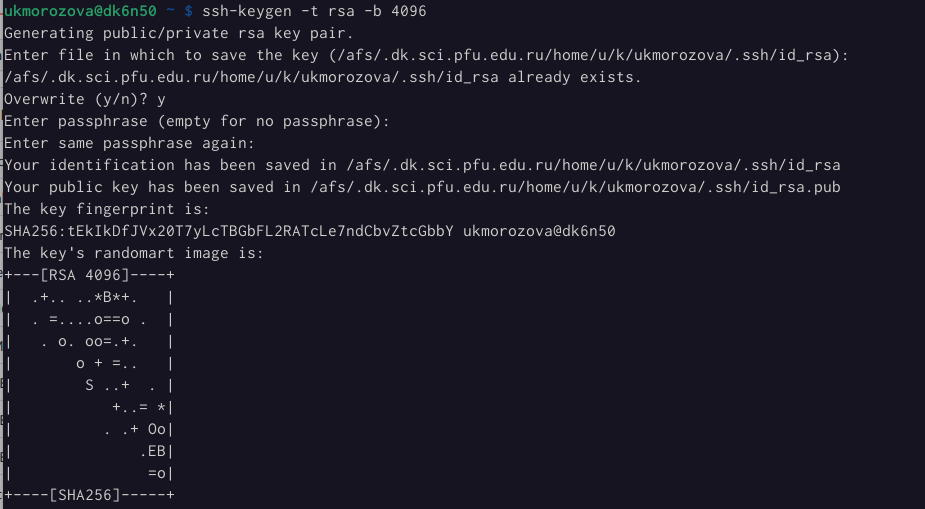 ukmorozova@dk6n50 ~ $ ssh-keygen -t rsa -b 4096
Generating public/private rsa key pair.
Enter file in which to save the key (/afs/.dk.sci.pfu.edu.ru/home/u/k/ukmorozova/.ssh/id_rsa):
/afs/.dk.sci.pfu.edu.ru/home/u/k/ukmorozova/.ssh/id_rsa already exists.
Overwrite (y/n)? y
Enter passphrase (empty for no passphrase):
Enter same passphrase again:
Your identification has been saved in /afs/.dk.sci.pfu.edu.ru/home/u/k/ukmorozova/.ssh/id_rsa
Your public key has been saved in /afs/.dk.sci.pfu.edu.ru/home/u/k/ukmorozova/.ssh/id_rsa.pub
The key fingerprint is:
SHA256:tEkIkDfJVx20T7yLcTBGbFL2RATcLe7ndCbvZtcGbbY ukmorozova@dk6n50
The key's randomart image is:
+---[RSA 4096]----+
|  .+.. ..*B*+.   |
|  . =....o==o .  |
|   . o. oo=.+.   |
|       o + =..   |
|        S ..+  . |
|           +..= *|
|          . .+ Oo|
|              .EB|
|               =o|
+----[SHA256]-----+